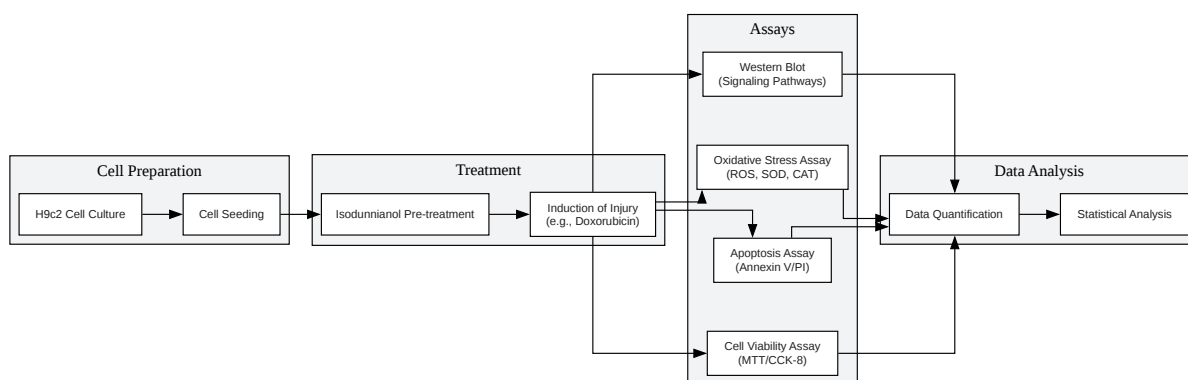 Cell Preparation
H9c2 Cell Culture
Cell Seeding
Treatment
Isodunnianol Pre-treatment
Induction of Injury
(e.g., Doxorubicin)
Assays
Western Blot
(Signaling Pathways)
Oxidative Stress Assay
(ROS, SOD, CAT)
Apoptosis Assay
(Annexin V/PI)
Cell Viability Assay
(MTT/CCK-8)
Data Analysis
Data Quantification
Statistical Analysis